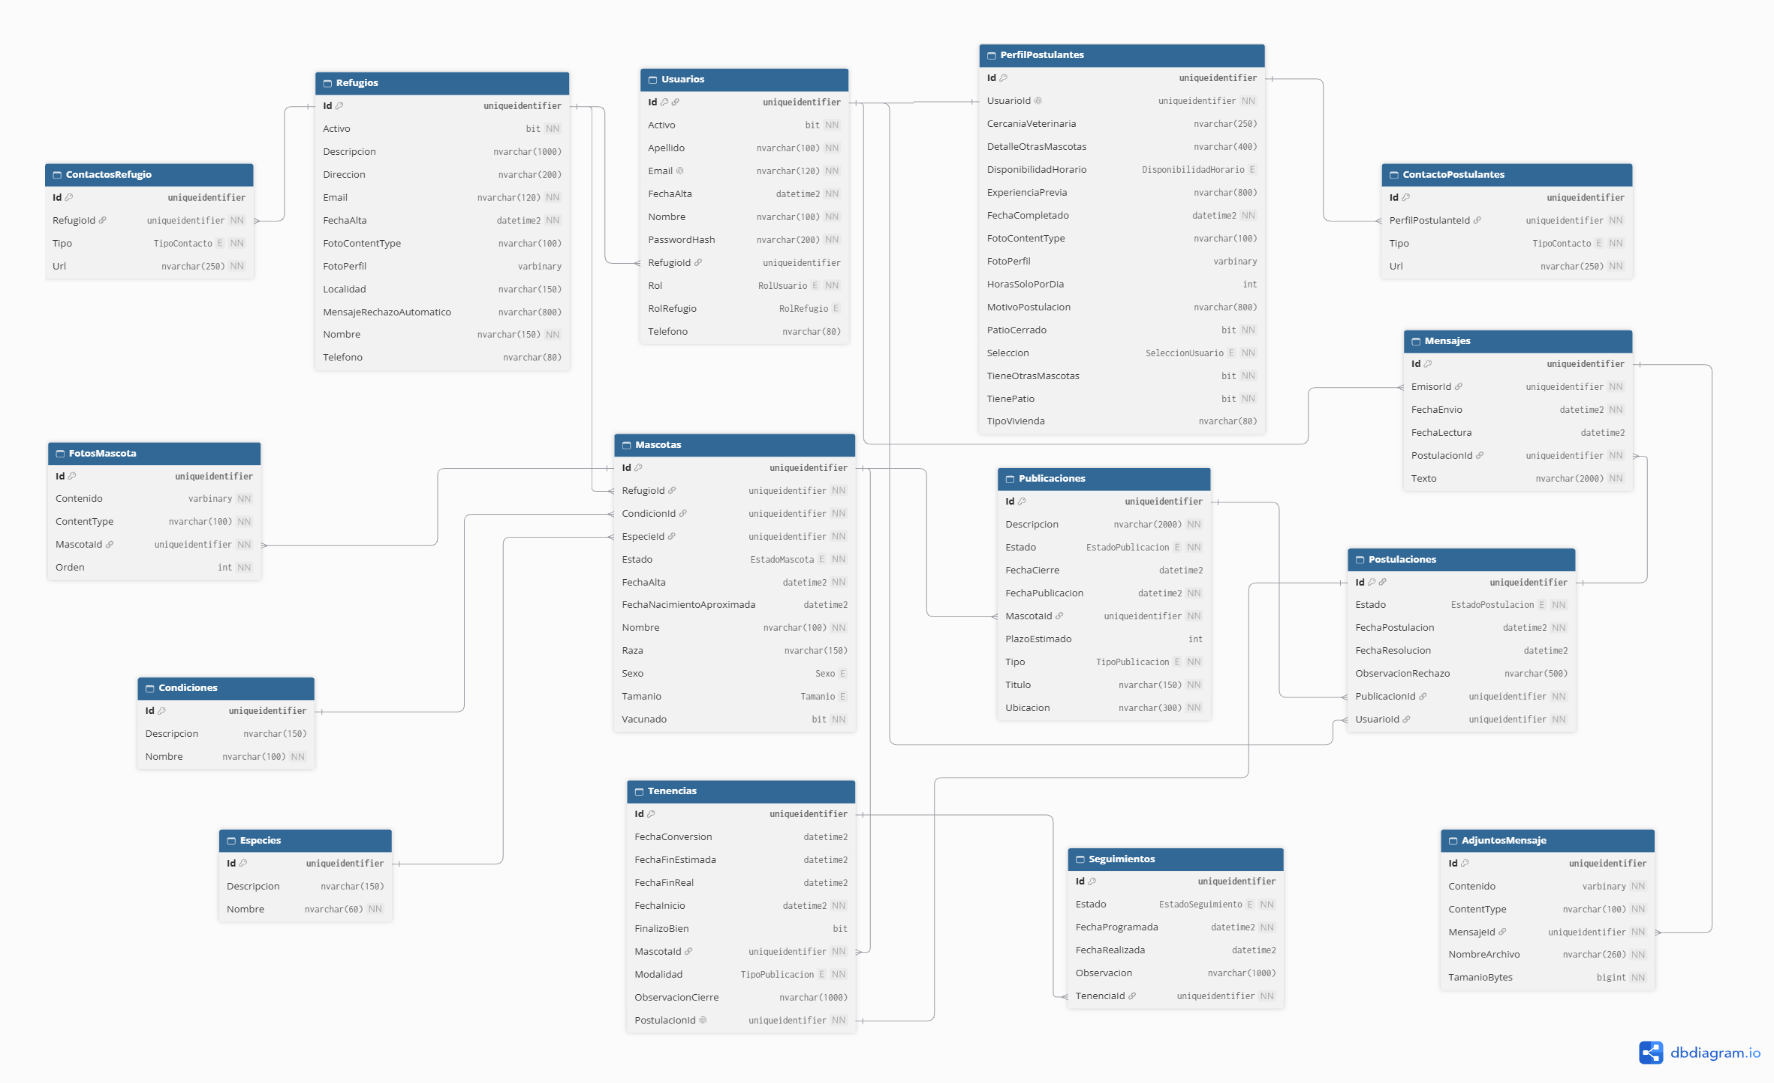 ContactosRefugio
Id uniqueidentifier
RefugioId uniqueidentifier NN
Tipo TipoContacto E NN
Url nvarchar(250) NN
Refugios
Id uniqueidentifier
Activo bit NN
Descripcion nvarchar(1000)
Direccion nvarchar(200)
Email nvarchar(120) NN
FechaAlta datetime2 NN
FotoContentType nvarchar(100)
FotoPerfil varbinary
Localidad nvarchar(150)
MensajeRechazoAutomatico nvarchar(800)
Nombre nvarchar(150) NN
Telefono nvarchar(80)
Usuarios
Id uniqueidentifier
Activo bit NN
Apellido nvarchar(100) NN
Email nvarchar(120) NN
FechaAlta datetime2 NN
Nombre nvarchar(100) NN
PasswordHash nvarchar(200) NN
RefugioId uniqueidentifier
Rol RolUsuario E NN
RolRefugio RolRefugio E
Telefono nvarchar(80)
PerfilPostulantes
Id uniqueidentifier
UsuarioId uniqueidentifier NN
CercaniaVeterinaria nvarchar(250)
DetalleOtrasMascotas nvarchar(400)
DisponibilidadHorario DisponibilidadHorario E
ExperienciaPrevia nvarchar(800)
FechaCompletado datetime2 NN
FotoContentType nvarchar(100)
FotoPerfil varbinary
HorasSoloPorDia int
MotivoPostulacion nvarchar(800)
PatioCerrado bit NN
Seleccion SeleccionUsuario E NN
TieneOtrasMascotas bit NN
TienePatio bit NN
TipoVivienda nvarchar(80)
ContactoPostulantes
Id uniqueidentifier
PerfilPostulanteId uniqueidentifier NN
Tipo TipoContacto E NN
Url nvarchar(250) NN
Mensajes
Id uniqueidentifier
EmisorId uniqueidentifier NN
FechaEnvio datetime2 NN
FechaLectura datetime2
PostulacionId uniqueidentifier NN
Texto nvarchar(2000) NN
FotosMascota
Id uniqueidentifier
Contenido varbinary NN
ContentType nvarchar(100) NN
MascotaId uniqueidentifier NN
Orden int NN
Mascotas
Id uniqueidentifier
RefugioId uniqueidentifier NN
CondicionId uniqueidentifier NN
EspecieId uniqueidentifier NN
Estado EstadoMascota E NN
FechaAlta datetime2 NN
FechaNacimientoAproximada datetime2
Nombre nvarchar(100) NN
Raza nvarchar(150)
Sexo Sexo E
Tamanio Tamanio E
Vacunado bit NN
Publicaciones
Id uniqueidentifier
Descripcion nvarchar(2000) NN
Estado EstadoPublicacion E NN
FechaCierre datetime2
FechaPublicacion datetime2 NN
MascotaId uniqueidentifier NN
PlazoEstimado int
Tipo TipoPublicacion E NN
Titulo nvarchar(150) NN
Ubicacion nvarchar(300) NN
Postulaciones
Id uniqueidentifier
Estado EstadoPostulacion E NN
FechaPostulacion datetime2 NN
FechaResolucion datetime2
ObservacionRechazo nvarchar(500)
PublicacionId uniqueidentifier NN
UsuarioId uniqueidentifier NN
Condiciones
Id uniqueidentifier
Descripcion nvarchar(150)
Nombre nvarchar(100) NN
Especies
Id uniqueidentifier
Descripcion nvarchar(150)
Nombre nvarchar(60) NN
Tenencias
Id uniqueidentifier
FechaConversion datetime2
FechaFinEstimada datetime2
FechaFinReal datetime2
FechaInicio datetime2 NN
FinalizoBien bit
MascotaId uniqueidentifier NN
Modalidad TipoPublicacion E NN
ObservacionCierre nvarchar(1000)
PostulacionId uniqueidentifier NN
Seguimientos
Id uniqueidentifier
Estado EstadoSeguimiento E NN
FechaProgramada datetime2 NN
FechaRealizada datetime2
Observacion nvarchar(1000)
TenenciaId uniqueidentifier NN
AdjuntosMensaje
Id uniqueidentifier
Contenido varbinary NN
ContentType nvarchar(100) NN
MensajeId uniqueidentifier NN
NombreArchivo nvarchar(260) NN
TamanioBytes bigint NN
dbdiagram.io